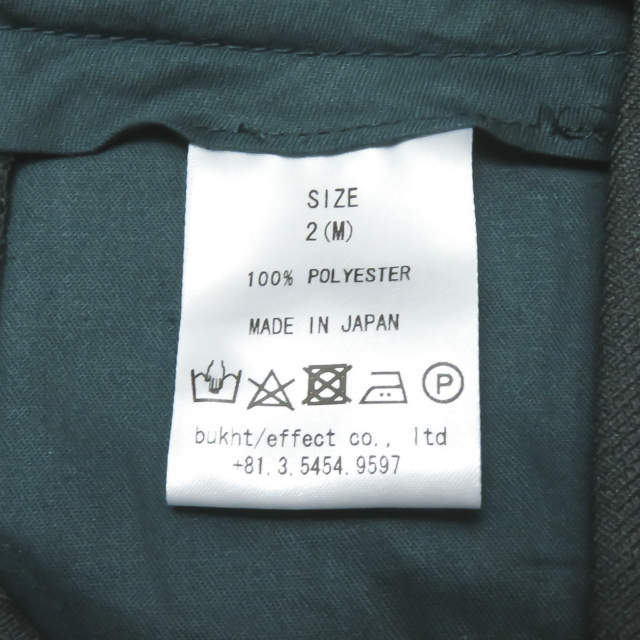 SIZE
2(M)
100% POLYESTER
MADE IN JAPAN
P
bukht/effect co., ltd
+81.3.5454.9597